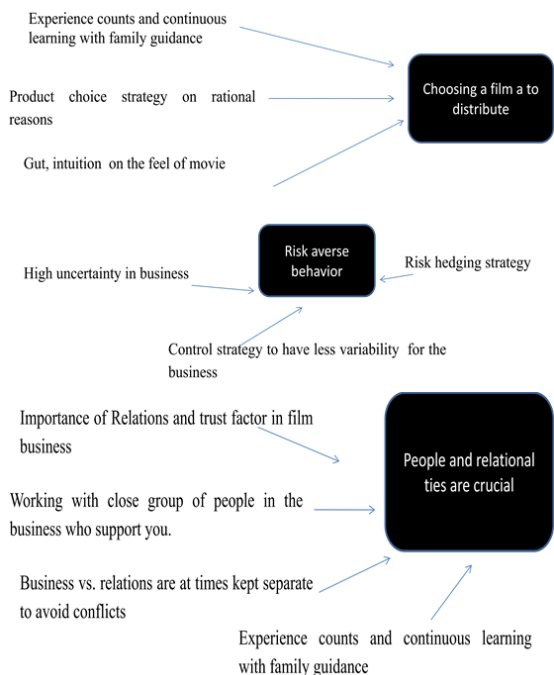 Experience counts and continuous
learning with family guidance
Choosing a film a to
distribute
Product choice strategy on rational
reasons
Gut, intuition on the feel of movie
Risk averse
behavior
High uncertainty in business
Risk hedging strategy
Control strategy to have less variability for the
business
Importance of Relations and trust factor in film
business
People and relational
ties are crucial
Working with close group of people in the
business who support you.
Business vs. relations are at times kept separate
to avoid conflicts
Experience counts and continuous learning
with family guidance